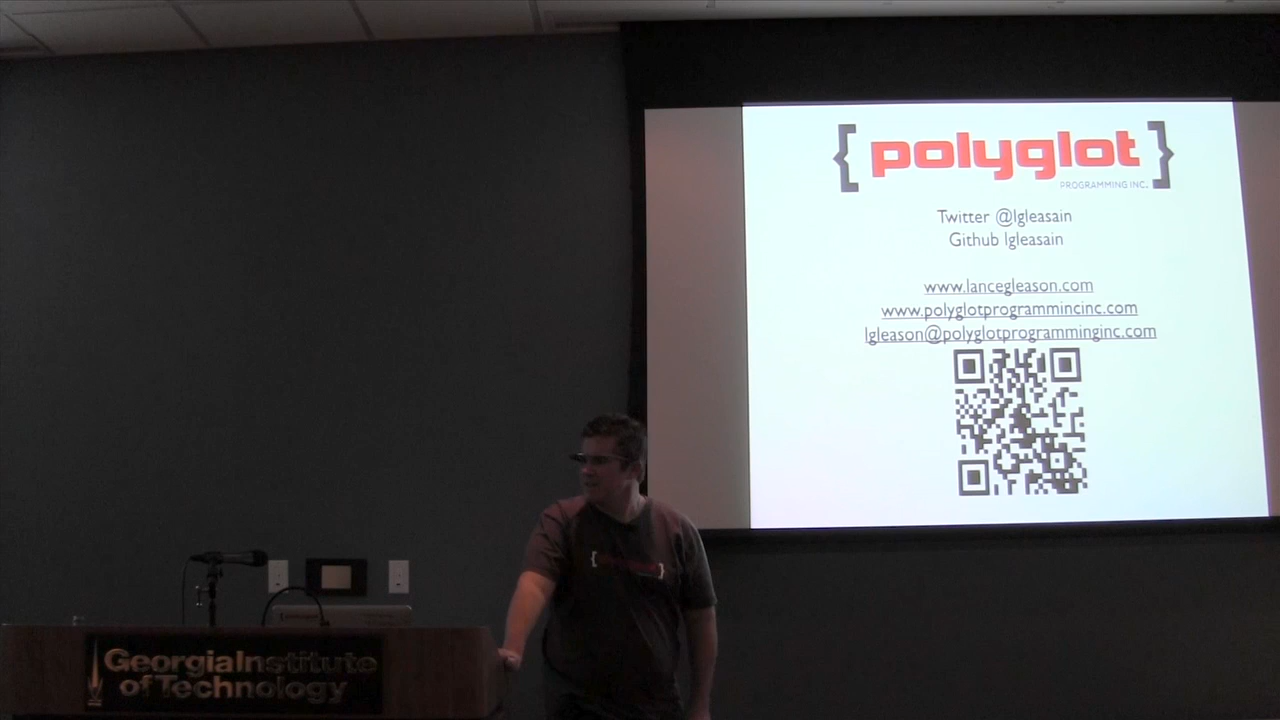 { polyglot }
PROGRAMMING INC.
Twitter @lgleasain
Github lgleasain
www.lancegleason.com
www.polyglotprogrammincinc.com
lgleason@polyglotprogramminginc.com
Georgia Institute
of Technology